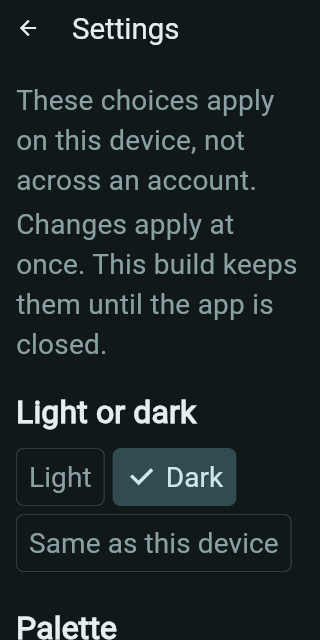 Settings
These choices apply
on this device, not
across an account.
Changes apply at
once. This build keeps
them until the app is
closed.
Light or dark
Light
Dark
Same as this device
Palette